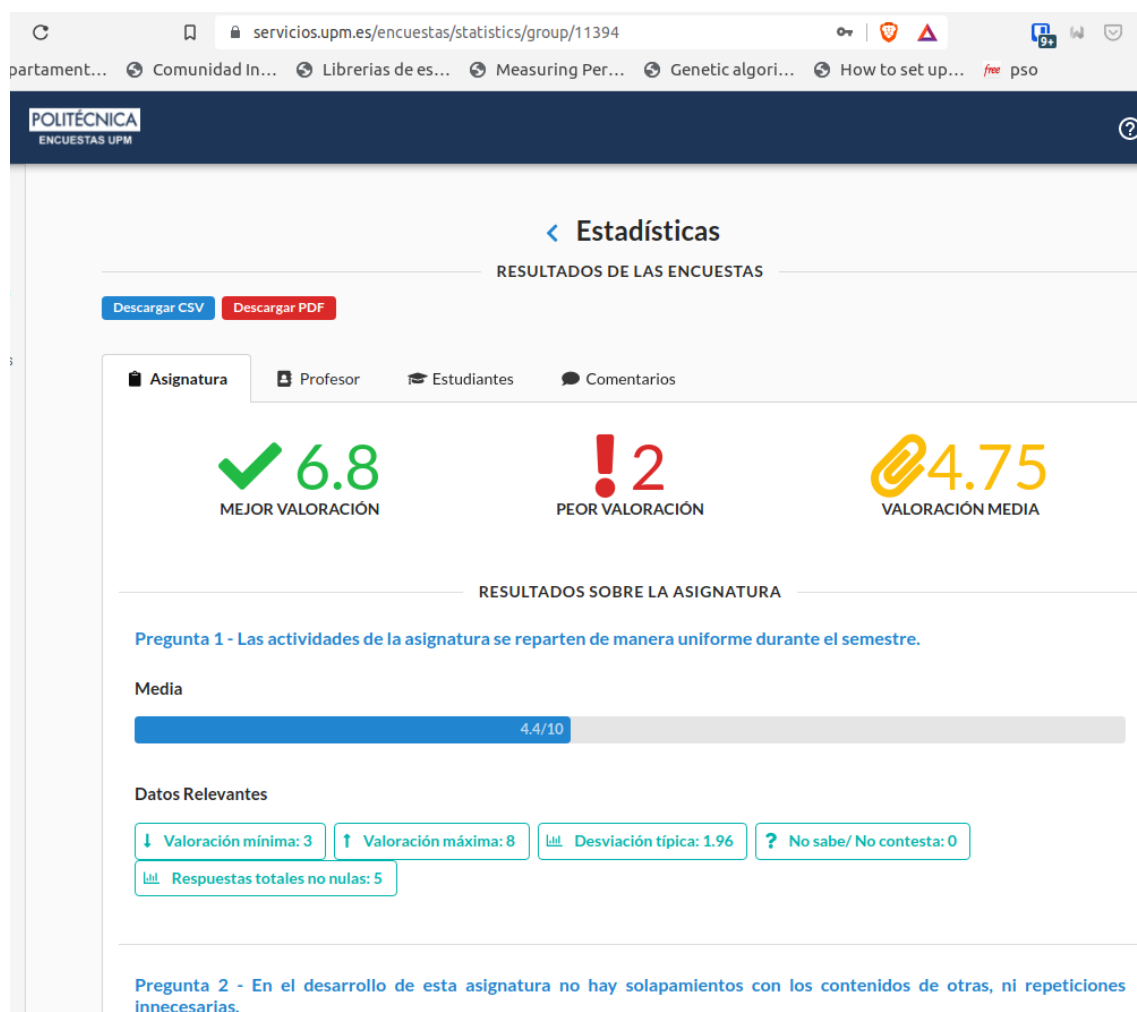 servicios.upm.es/encuestas/statistics/group/11394
9+
partament... Comunidad In... Librerias de es... Measuring Per... Genetic algori... How to set up... free pso
POLITÉCNICA
ENCUESTAS UPM
Estadísticas
RESULTADOS DE LAS ENCUESTAS
Descargar CSV Descargar PDF
s
Asignatura Profesor Estudiantes Comentarios
6.8 2 4.75
MEJOR VALORACIÓN PEOR VALORACIÓN VALORACIÓN MEDIA
RESULTADOS SOBRE LA ASIGNATURA
Pregunta 1 - Las actividades de la asignatura se reparten de manera uniforme durante el semestre.
Media
4.4/10
Datos Relevantes
Valoración mínima: 3 Valoración máxima: 8 Desviación típica: 1.96 No sabe/ No contesta: 0
Respuestas totales no nulas: 5
Pregunta 2 - En el desarrollo de esta asignatura no hay solapamientos con los contenidos de otras, ni repeticiones
innecesarias.